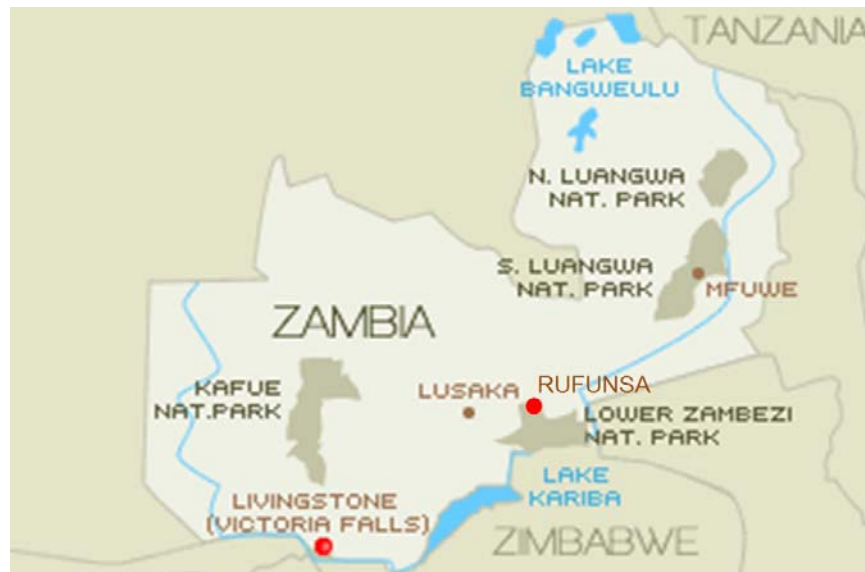 TANZANIA
LAKE
BANGWEULU
N. LUANGWA
NAT. PARK
S. LUANGWA
NAT. PARK
MFUWE
ZAMBIA
KAFUE
NAT.PARK
LUSAKA
RUFUNSA
LOWER ZAMBEZI
NAT. PARK
LAKE
KARIBA
LIVINGSTONE
(VICTORIA FALLS)
ZIMBABWE